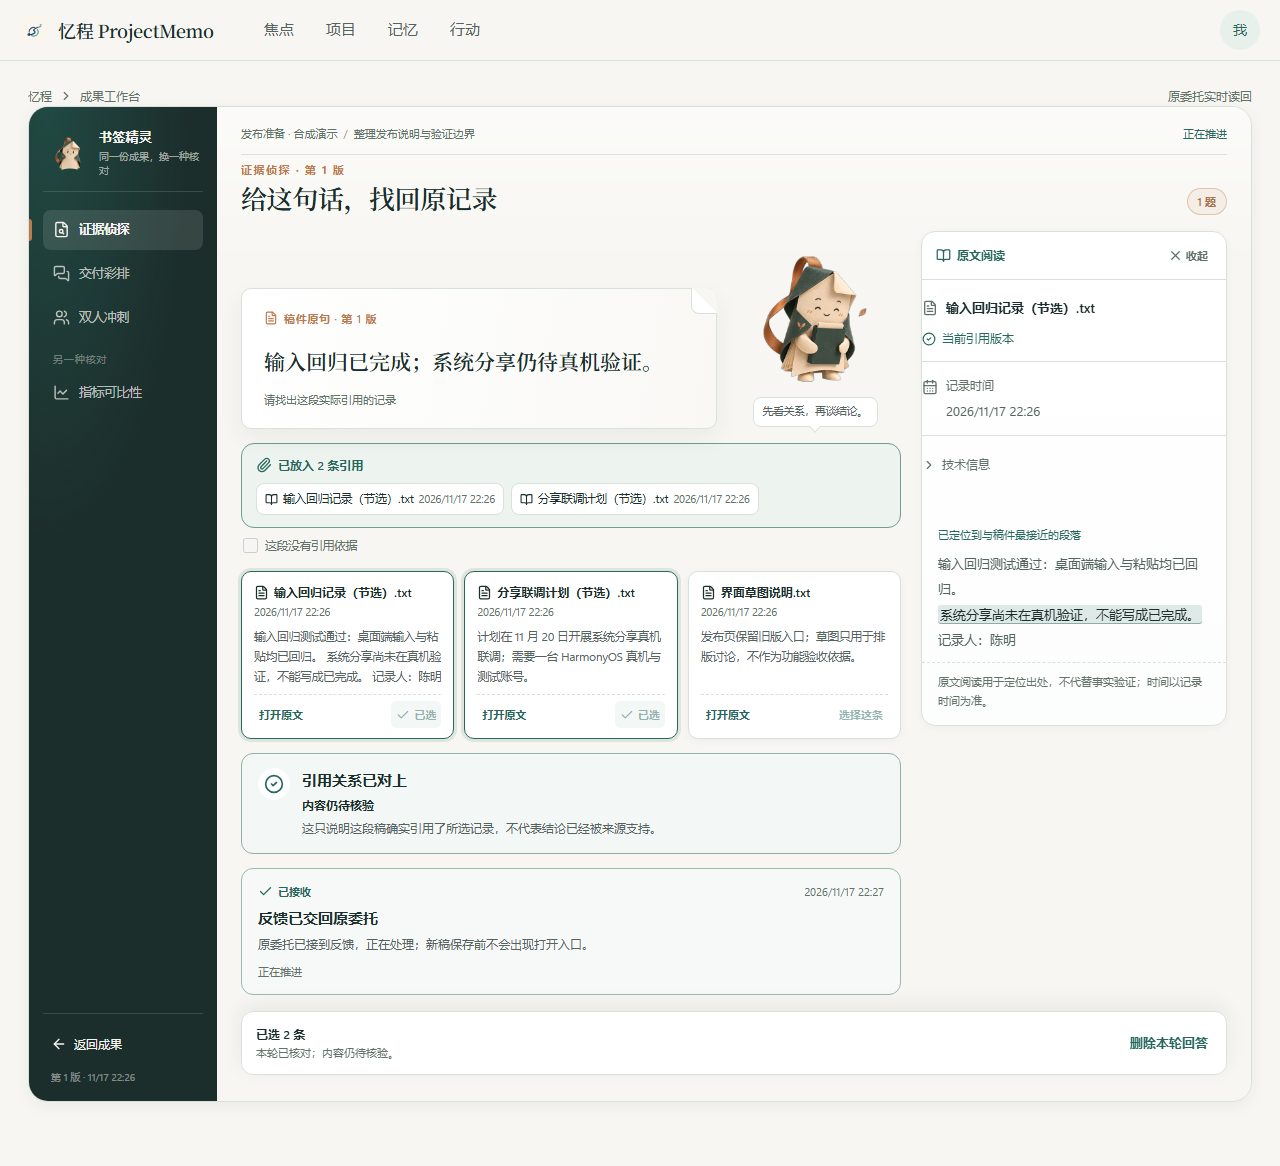 忆程 ProjectMemo
焦点
项目
记忆
行动
我
忆程
成果工作台
原委托实时读回
书签精灵
同一份成果，换一种核
对
证据侦探
交付彩排
双人冲刺
另一种核对
指标可比性
返回成果
第 1 版 · 11/17 22:26
发布准备 · 合成演示 / 整理发布说明与验证边界
正在推进
证据侦探 · 第 1 版
给这句话，找回原记录
1 题
稿件原句 · 第 1 版
输入回归已完成；系统分享仍待真机验证。
请找出这段实际引用的记录
先看关系，再谈结论。
已放入 2 条引用
输入回归记录（节选）.txt 2026/11/17 22:26
分享联调计划（节选）.txt 2026/11/17 22:26
这段没有引用依据
输入回归记录（节选）.txt
2026/11/17 22:26
输入回归测试通过：桌面端输入与粘
贴均已回归。 系统分享尚未在真机验
证，不能写成已完成。 记录人：陈明
打开原文
已选
分享联调计划（节选）.txt
2026/11/17 22:26
计划在 11 月 20 日开展系统分享真机
联调；需要一台 HarmonyOS 真机与
测试账号。
打开原文
已选
界面草图说明.txt
2026/11/17 22:26
发布页保留旧版入口；草图只用于排
版讨论，不作为功能验收依据。
打开原文
选择这条
引用关系已对上
内容仍待核验
这只说明这段稿确实引用了所选记录，不代表结论已经被来源支持。
已接收
2026/11/17 22:27
反馈已交回原委托
原委托已接到反馈，正在处理；新稿保存前不会出现打开入口。
正在推进
已选 2 条
本轮已核对；内容仍待核验。
删除本轮回答
原文阅读
收起
输入回归记录（节选）.txt
当前引用版本
记录时间
2026/11/17 22:26
技术信息
已定位到与稿件最接近的段落
输入回归测试通过：桌面端输入与粘贴均已回
归。
系统分享尚未在真机验证，不能写成已完成。
记录人：陈明
原文阅读用于定位出处，不代替事实验证；时间以记录
时间为准。